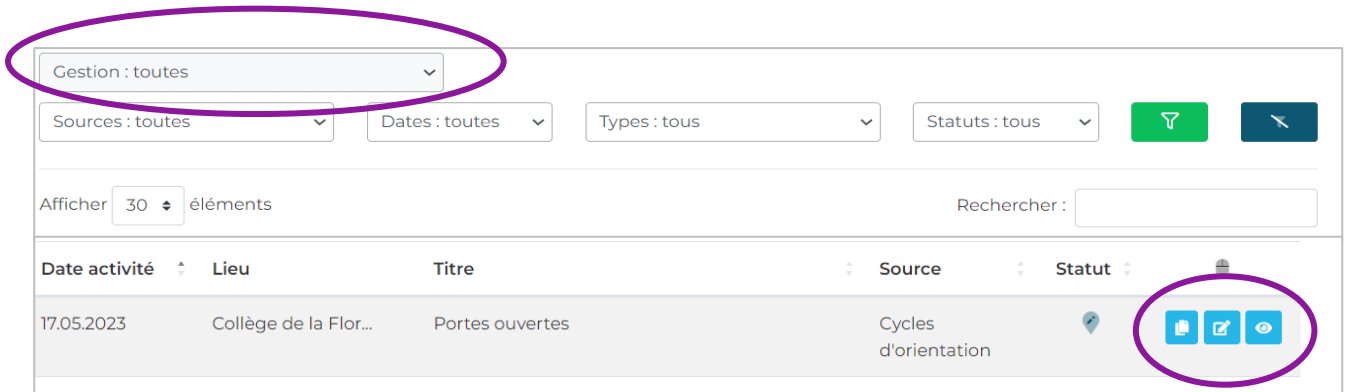 Gestion : toutes
Sources : toutes Dates : toutes Types : tous Statuts : tous
Afficher 30 éléments Rechercher :
Date activité Lieu Titre Source Statut
17.05.2023 Collège de la Flor... Portes ouvertes Cycles
d'orientation